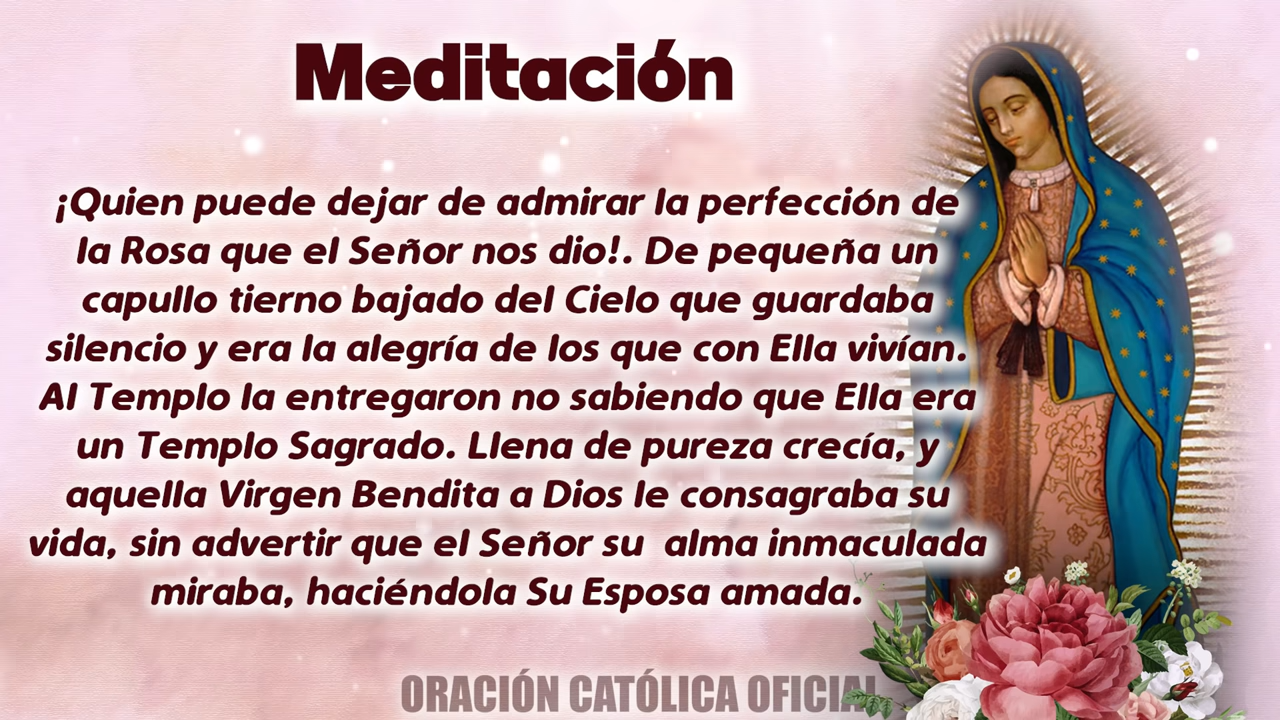 Meditación
¡Quien puede dejar de admirar la perfección de
la Rosa que el Señor nos dio!. De pequeña un
capullo tierno bajado del Cielo que guardaba
silencio y era la alegría de los que con Ella vivían.
Al Templo la entregaron no sabiendo que Ella era
un Templo Sagrado. Llena de pureza crecía, y
aquella Virgen Bendita a Dios le consagraba su
vida, sin advertir que el Señor su alma inmaculada
miraba, haciéndola Su Esposa amada.
ORACIÓN CATÓLICA OFICIAL